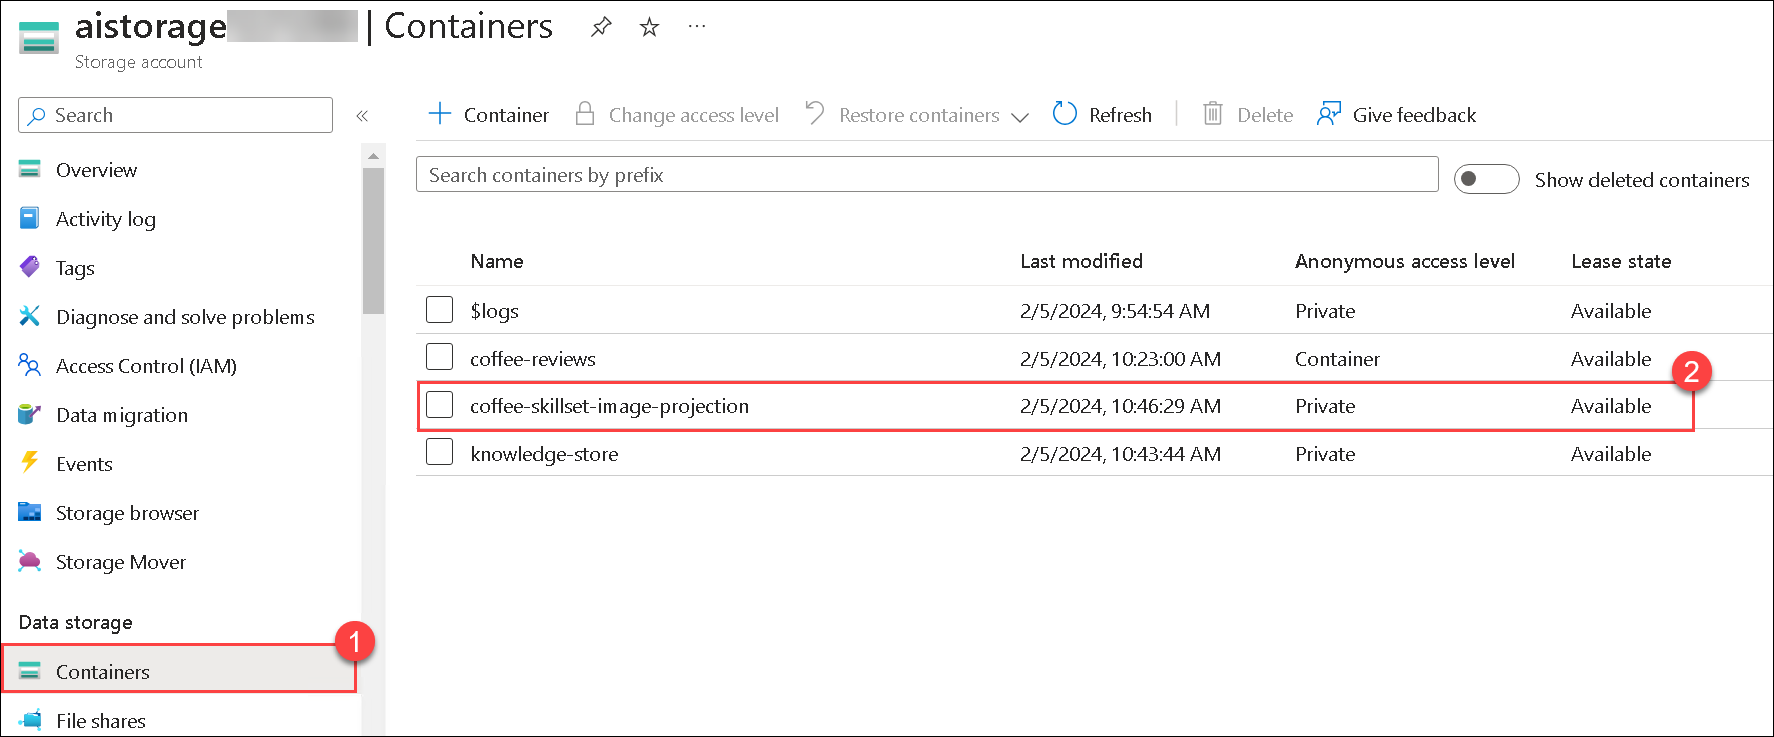 aistorage | Containers
Storage account
Search
Overview
Activity log
Tags
Diagnose and solve problems
Access Control (IAM)
Data migration
Events
Storage browser
Storage Mover
Data storage
Containers
1
File shares
Container Change access level Restore containers Refresh Delete Give feedback
Search containers by prefix
Show deleted containers
Name Last modified Anonymous access level Lease state
$logs 2/5/2024, 9:54:54 AM Private Available
coffee-reviews 2/5/2024, 10:23:00 AM Container Available
2
coffee-skillset-image-projection 2/5/2024, 10:46:29 AM Private Available
knowledge-store 2/5/2024, 10:43:44 AM Private Available